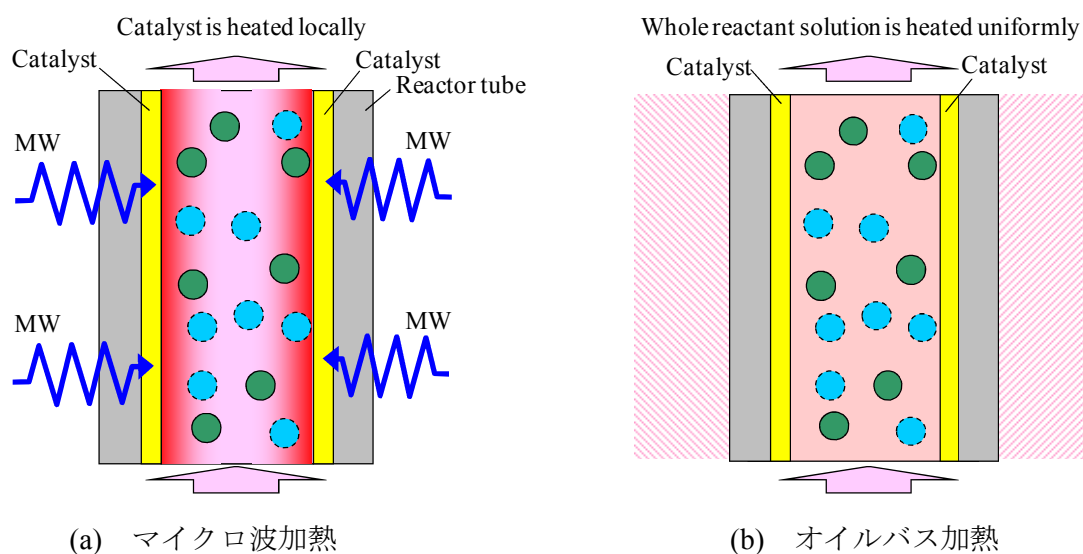 Catalyst is heated locally
Catalyst
Catalyst
Reactor tube
MW
MW
MW
MW
(a) マイクロ波加熱
Whole reactant solution is heated uniformly
Catalyst
Catalyst
(b) オイルバス加熱